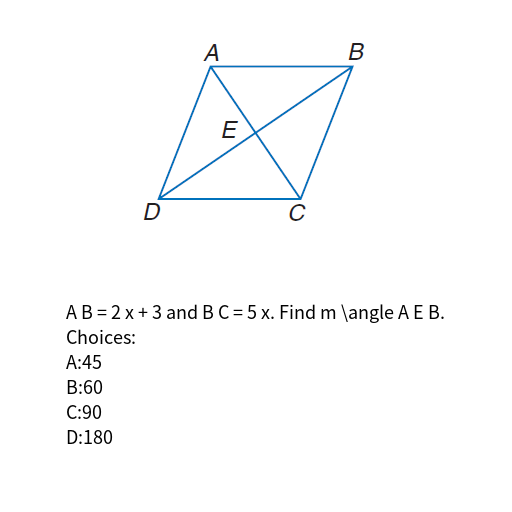 A
B
E
D
C
A B = 2 x + 3 and B C = 5 x. Find m \angle A E B.
Choices:
A:45
B:60
C:90
D:180